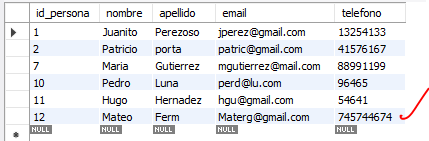 id_persona nombre apellido email telefono
1 Juanito Perezoso jperez@gmail.com 13254133
2 Patricio porta patric@gmail.com 41576167
7 Maria Gutierrez mgutierrez@mail.com 88991199
10 Pedro Luna perd@lu.com 96465
11 Hugo Hernadez hgu@gmail.com 54641
12 Mateo Ferm Materg@gmail.com 745744674
NULL NULL NULL NULL NULL